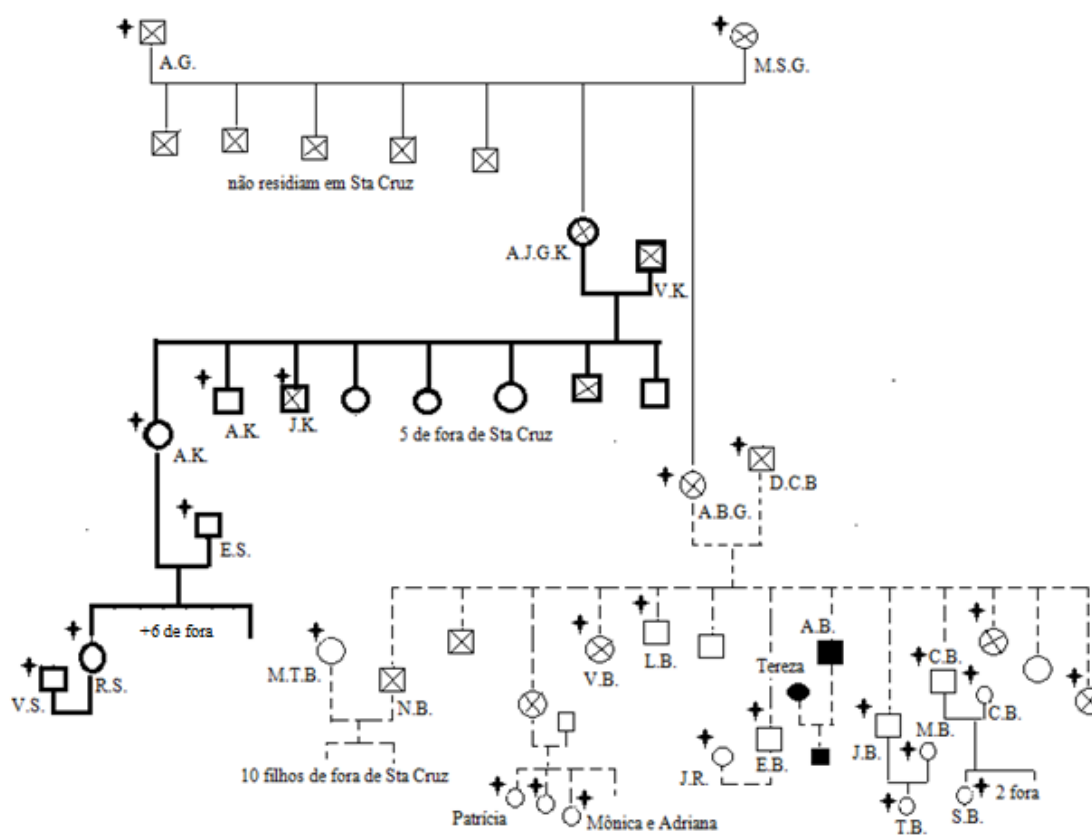 A.G.
M.S.G.
não residiam em Sta Cruz
A.J.G.K.
V.K.
A.K.
J.K.
5 de fora de Sta Cruz
A.K.
D.C.B
A.B.G.
E.S.
+6 de fora
R.S.
V.S.
M.T.B.
N.B.
V.B.
L.B.
A.B.
Tereza
C.B.
C.B.
M.B.
J.B.
E.B.
J.R.
10 filhos de fora de Sta Cruz
Patrícia
Mônica e Adriana
T.B.
S.B.
2 fora